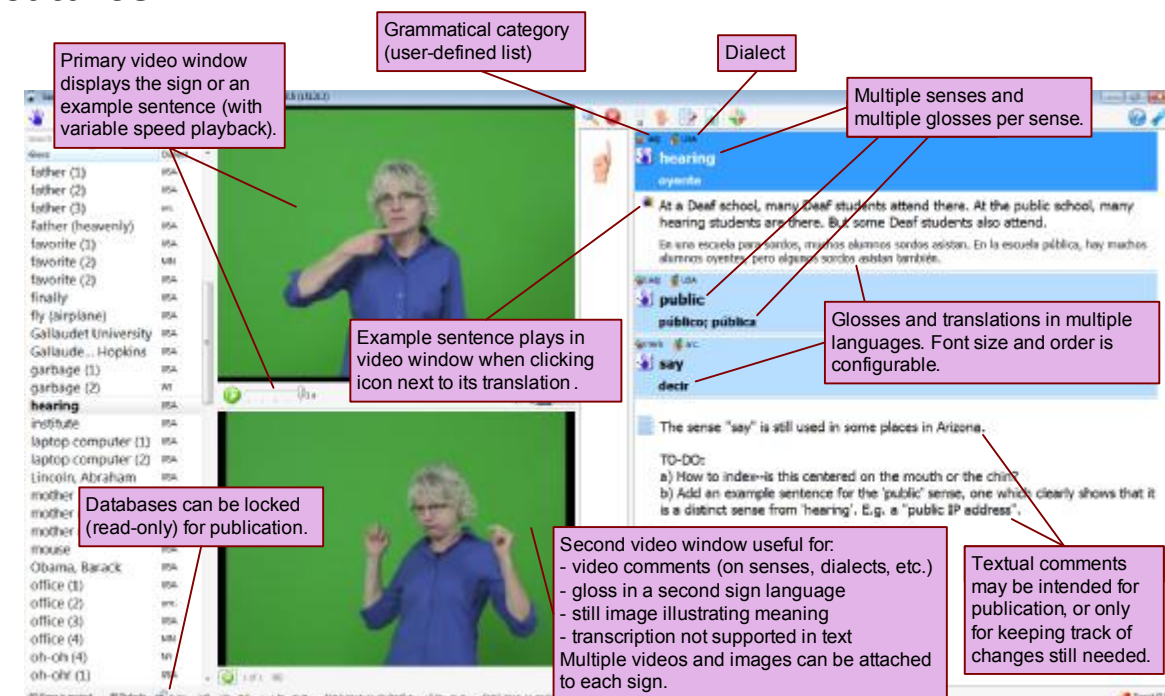 Grammatical category
(user-defined list)
Dialect
Primary video window
displays the sign or an
example sentence (with
variable speed playback).
Multiple senses and
multiple glosses per sense.
father (1)
father (2)
father (3)
Father (heavenly)
favorite (1)
favorite (2)
favorite (2)
finally
fly (airplane)
Gallaudet University
Gallaude... Hopkins
garbage (1)
garbage (2)
hearing
institute
laptop computer (1)
laptop computer (2)
Lincoln, Abraham
mother
mother
mother
mouse
Obama, Barack
office (1)
office (2)
office (3)
office (4)
oh-oh (4)
oh-oh! (1)
hearing
oyente
At a Deaf school, many Deaf students attend there. At the public school, many
hearing students are there. But some Deaf students also attend.
En una escuela para sordos, muchos alumnos sordos asistan. En la escuela pública, hay muchos
alumnos oyentes, pero algunos sordos asistan también.
public
público; pública
say
decir
Example sentence plays in
video window when clicking
icon next to its translation .
Glosses and translations in multiple
languages. Font size and order is
configurable.
The sense "say" is still used in some places in Arizona.
TO-DO:
a) How to index--is this centered on the mouth or the chin?
b) Add an example sentence for the 'public' sense, one which clearly shows that it
is a distinct sense from 'hearing'. E.g. a "public IP address".
Databases can be locked
(read-only) for publication.
Second video window useful for:
- video comments (on senses, dialects, etc.)
- gloss in a second sign language
- still image illustrating meaning
- transcription not supported in text
Multiple videos and images can be attached
to each sign.
Textual comments
may be intended for
publication, or only
for keeping track of
changes still needed.